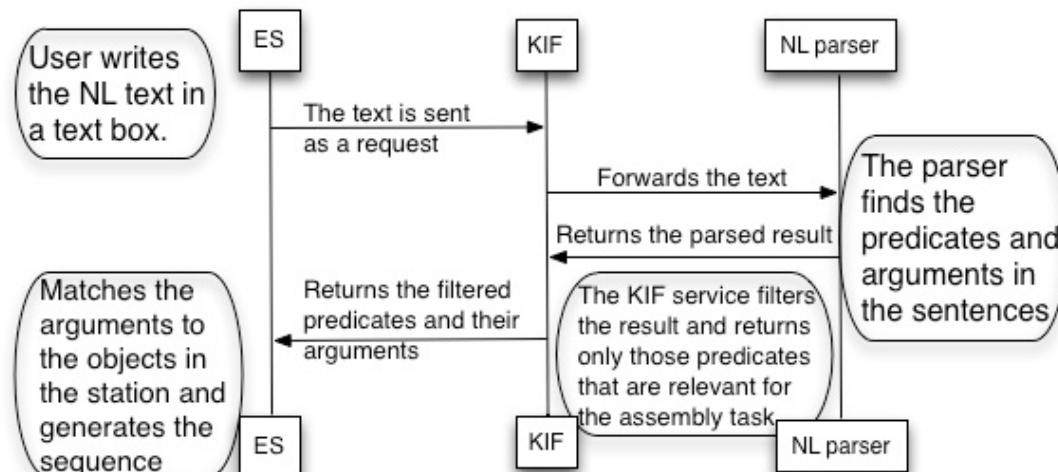 ES
KIF
NL parser
User writes
the NL text in
a text box.
The text is sent
as a request
Forwards the text
The parser
finds the
predicates and
arguments in
the sentences
Returns the parsed result
Returns the filtered
predicates and their
arguments
The KIF service filters
the result and returns
only those predicates
that are relevant for
the assembly task
Matches the
arguments to
the objects in
the station and
generates the
sequence
ES
KIF
NL parser